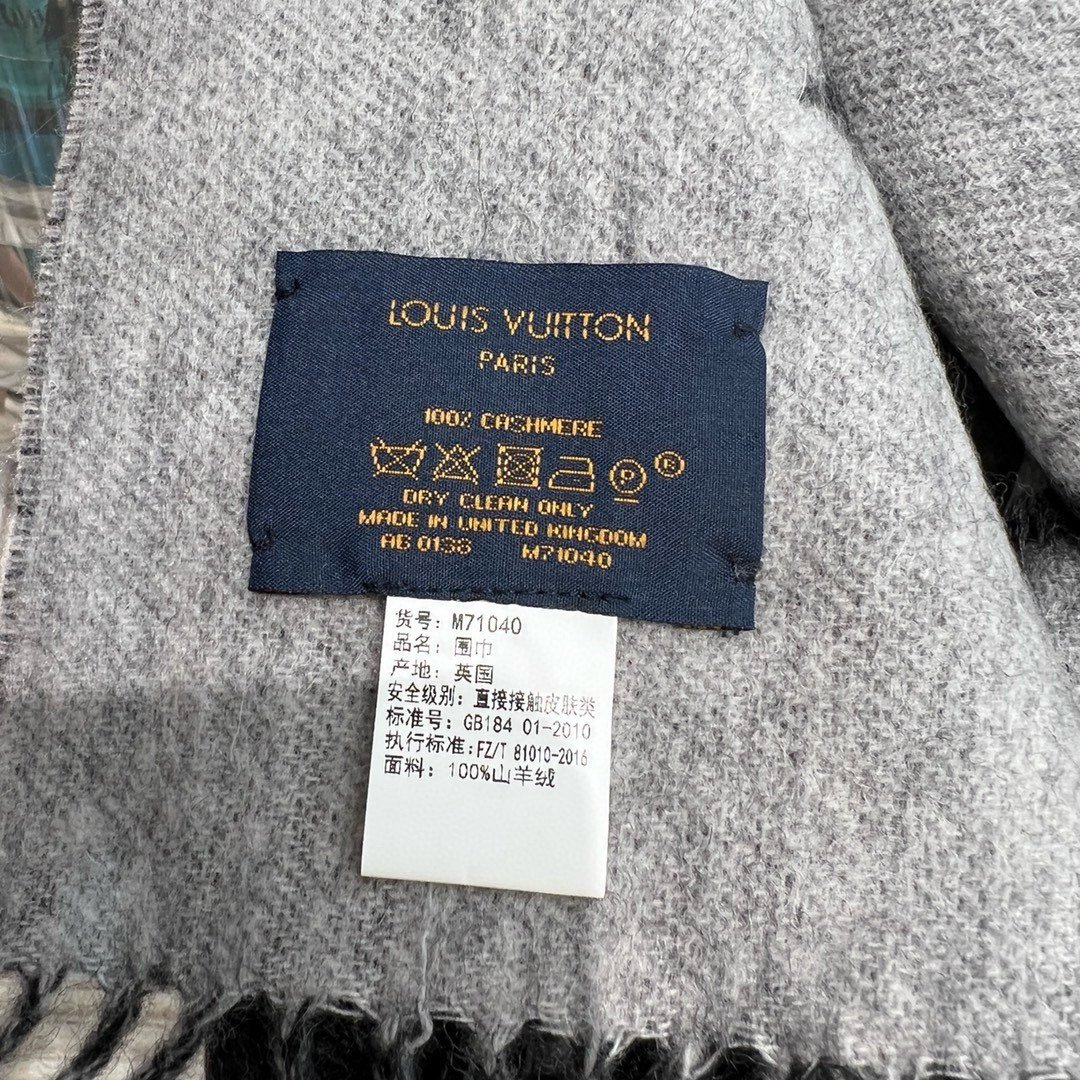 LOUIS VUITTON
PARIS
100% CASHMERE
DRY CLEAN ONLY
MADE IN UNITED KINGDOM
AB 0138 M71040
货号: M71040
品名: 围巾
产地: 英国
安全级别: 直接接触皮肤类
标准号: GB184 01-2010
执行标准: FZ/T 81010-2016
面料: 100%山羊绒